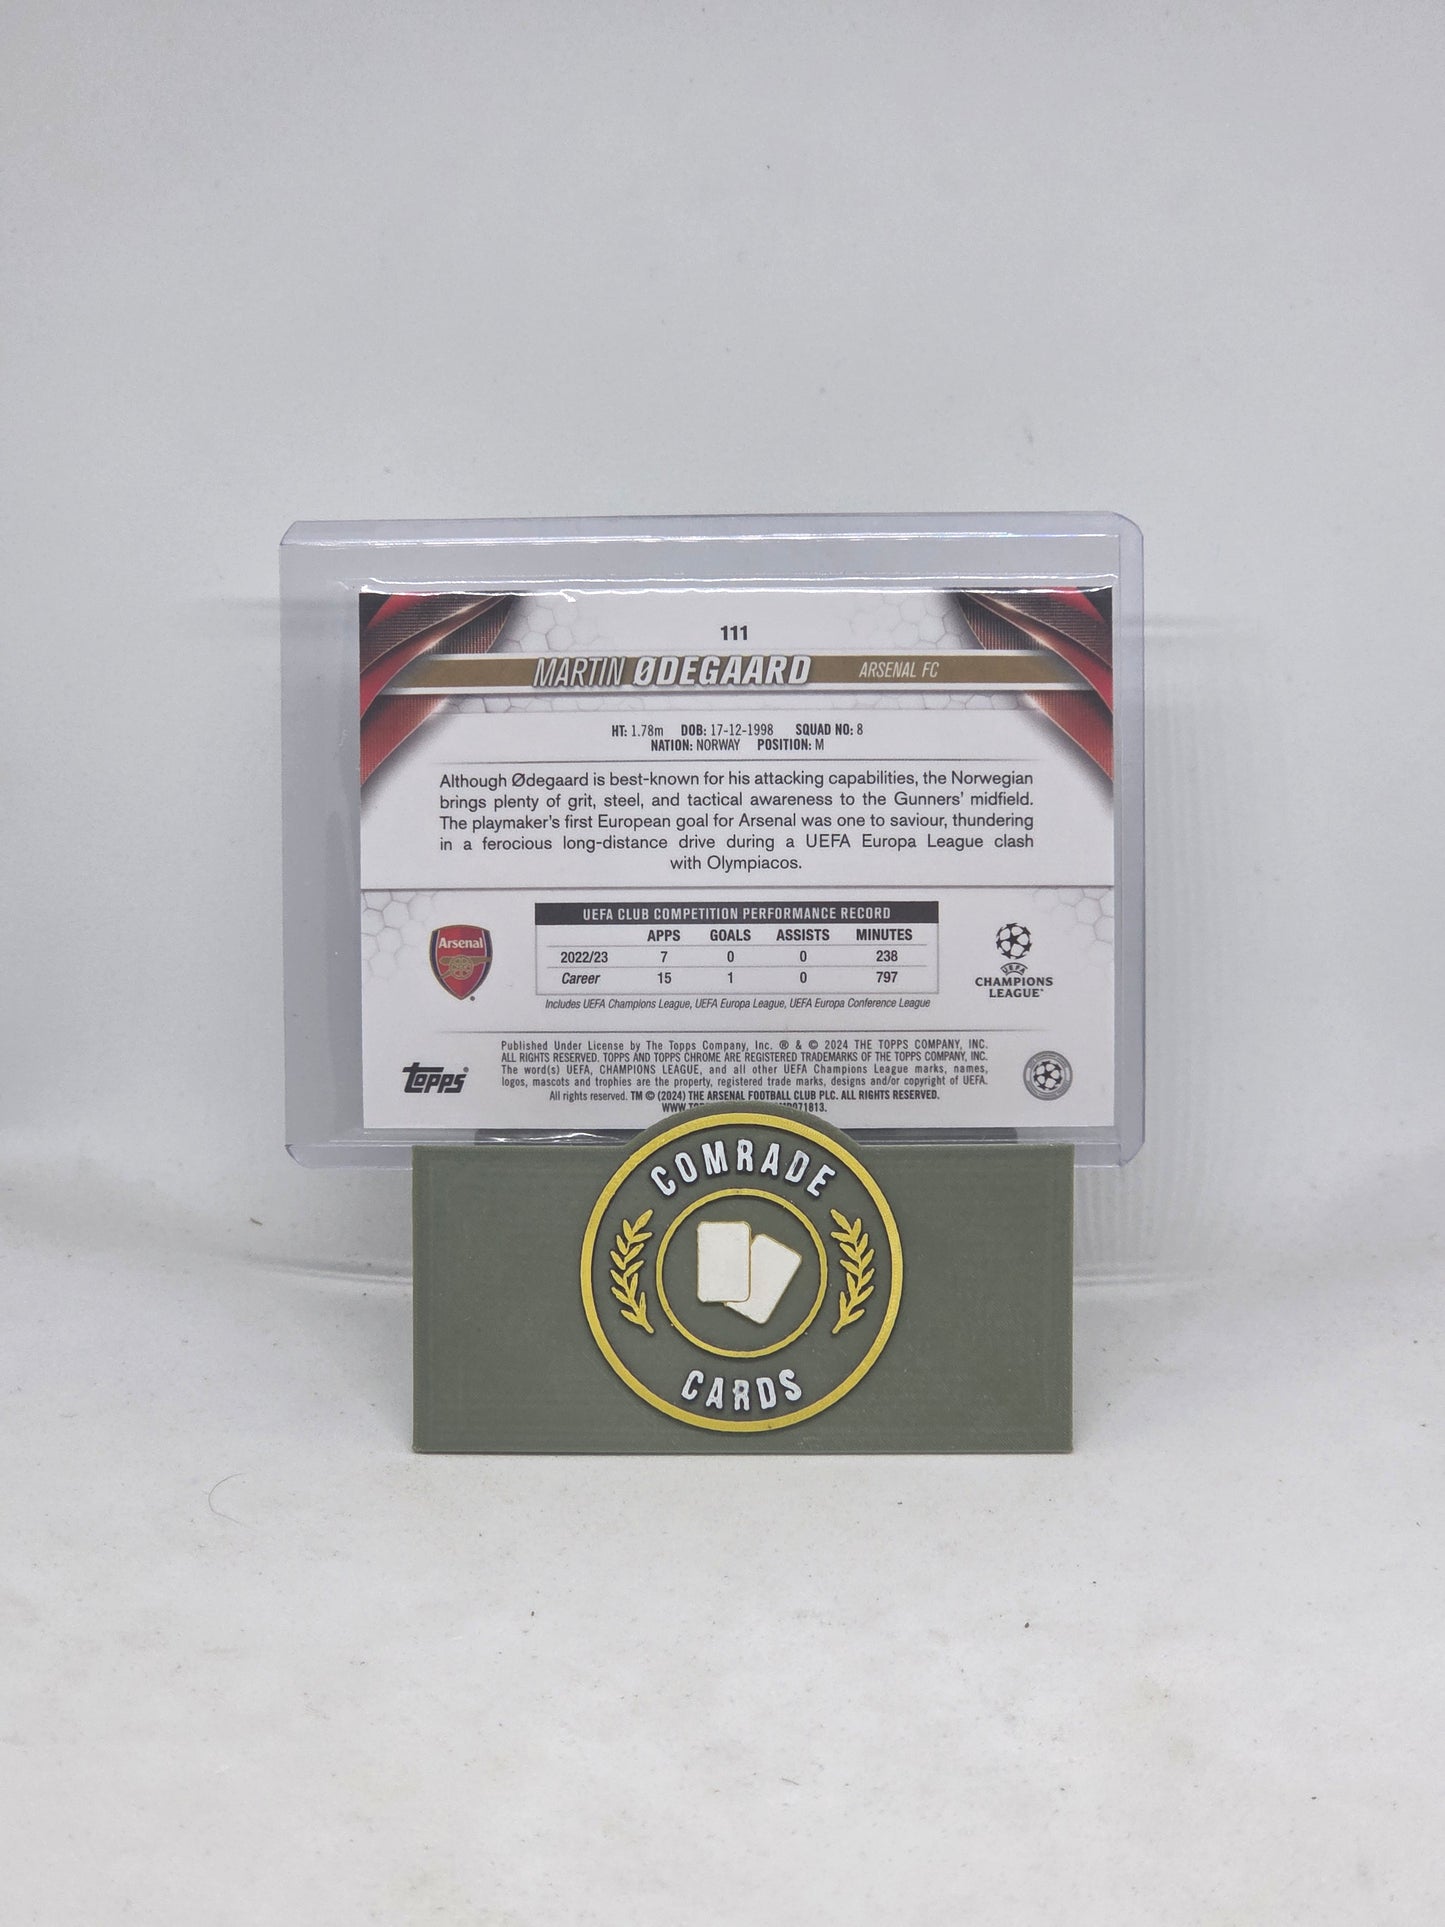 111
MARTIN ØDEGAARD ARSENAL FC
HT: 1.78m DOB: 17-12-1998 SQUAD NO: 8
NATION: NORWAY POSITION: M
Although Ødegaard is best-known for his attacking capabilities, the Norwegian
brings plenty of grit, steel, and tactical awareness to the Gunners' midfield.
The playmaker's first European goal for Arsenal was one to saviour, thundering
in a ferocious long-distance drive during a UEFA Europa League clash
with Olympiacos.
Arsenal
UEFA CLUB COMPETITION PERFORMANCE RECORD
APPS GOALS ASSISTS MINUTES
2022/23 7 0 0 238
Career 15 1 0 797
Includes UEFA Champions League, UEFA Europa League, UEFA Europa Conference League
UEFA
CHAMPIONS
LEAGUE
Topps®
Published Under License by The Topps Company, Inc. ® & © 2024 THE TOPPS COMPANY, INC.
ALL RIGHTS RESERVED. TOPPS AND TOPPS CHROME ARE REGISTERED TRADEMARKS OF THE TOPPS COMPANY, INC.
The word(s) UEFA, CHAMPIONS LEAGUE, and all other UEFA Champions League marks, names,
logos, mascots and trophies are the property, registered trade marks, designs and/or copyright of UEFA.
All rights reserved. TM © (2024) THE ARSENAL FOOTBALL CLUB PLC. ALL RIGHTS RESERVED.
COMRADE
CARDS